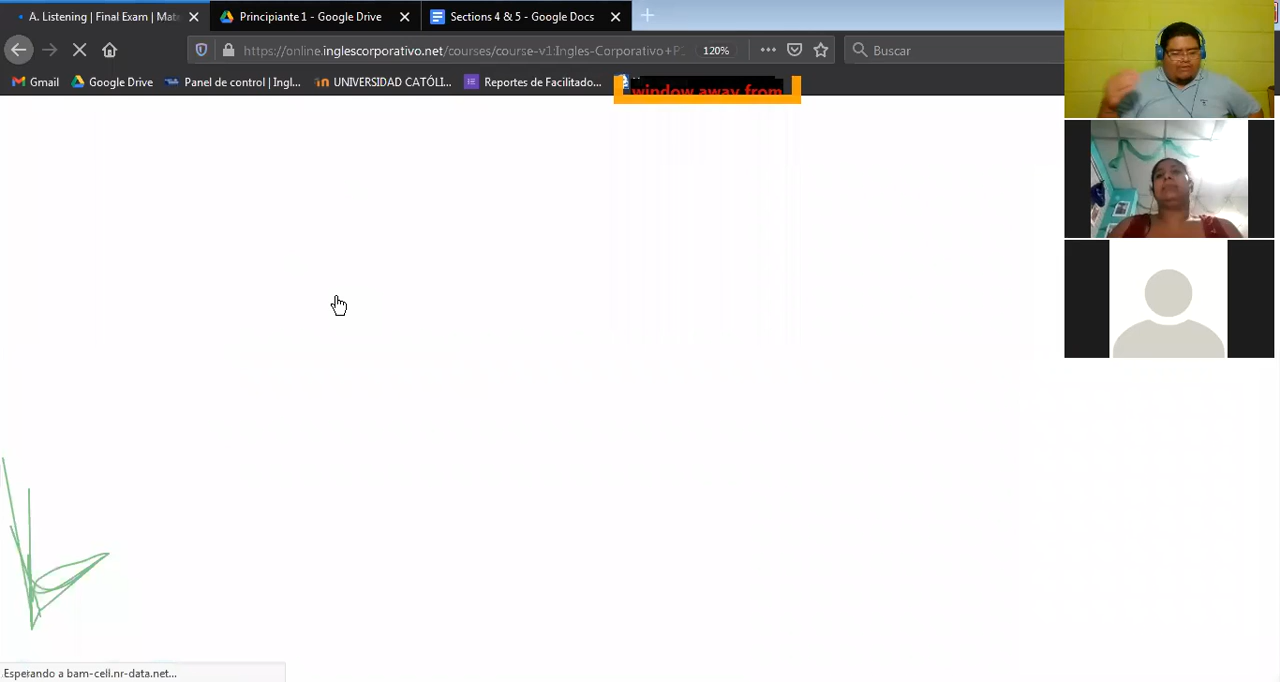 A. Listening | Final Exam | Mate
Principiante 1 - Google Drive
Sections 4 & 5 - Google Docs
https://online.inglescorporativo.net/courses/course-v1:Ingles-Corporativo+P
120%
Buscar
Gmail
Google Drive
Panel de control | Ingl...
UNIVERSIDAD CATÓLI...
Reportes de Facilitado...
window away from
Esperando a bam-cell.nr-data.net...